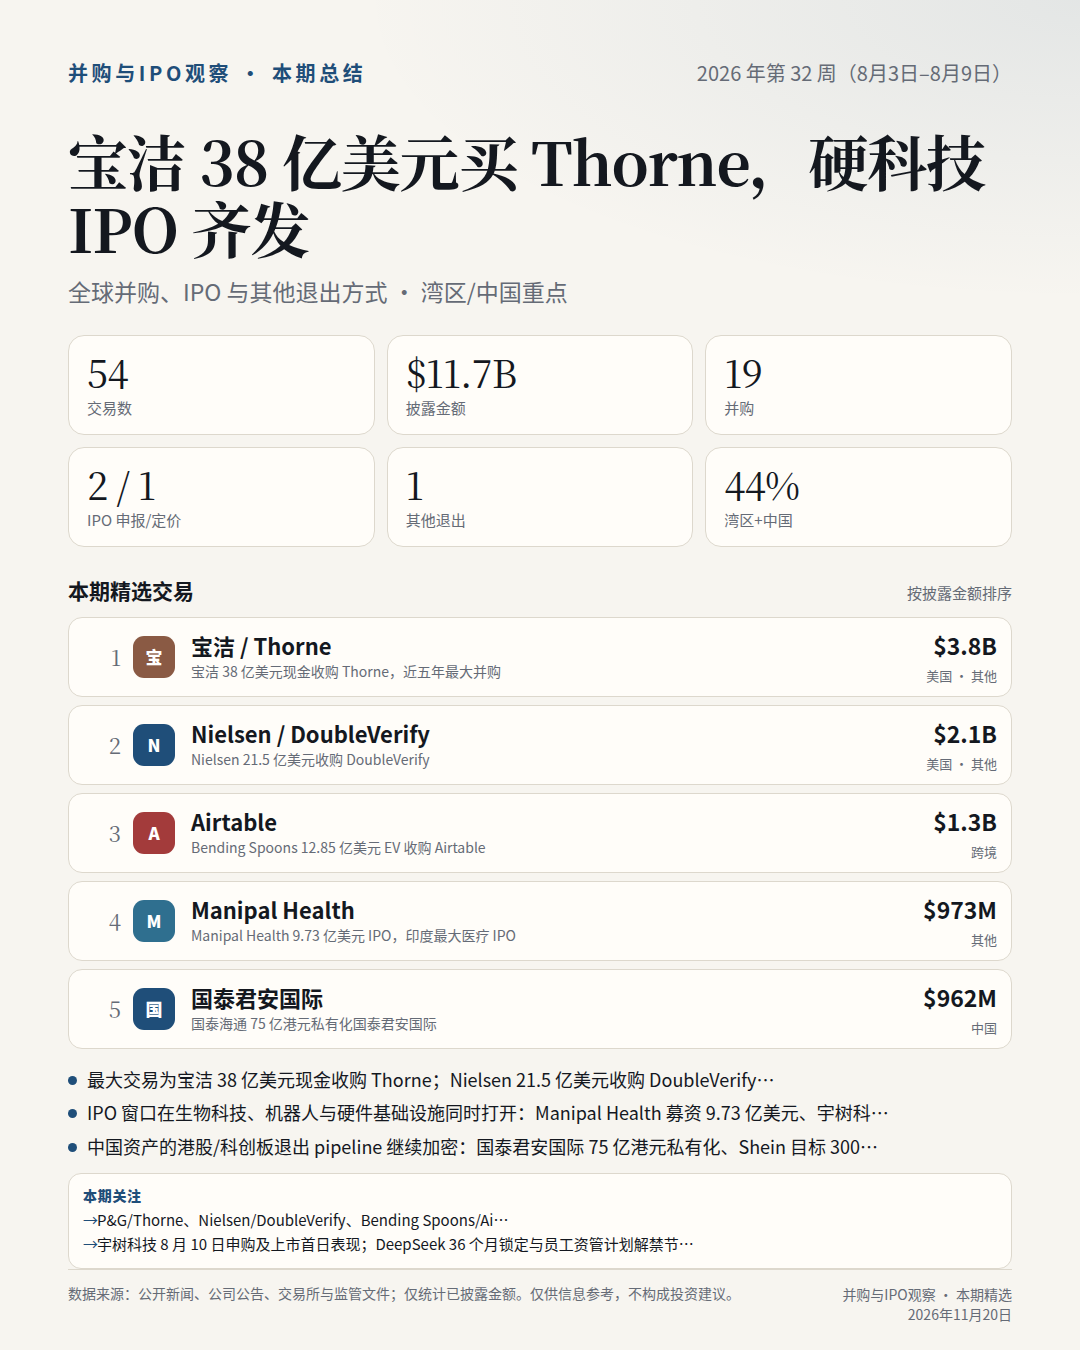 并购与IPO观察 · 本期总结
2026 年第 32 周（8月3日–8月9日）
宝洁 38 亿美元买 Thorne，硬科技
IPO 齐发
全球并购、IPO 与其他退出方式 · 湾区/中国重点
54
交易数
$11.7B
披露金额
19
并购
2 / 1
IPO 申报/定价
1
其他退出
44%
湾区+中国
本期精选交易
按披露金额排序
1
宝
宝洁 / Thorne
宝洁 38 亿美元现金收购 Thorne，近五年最大并购
$3.8B
美国 · 其他
2
N
Nielsen / DoubleVerify
Nielsen 21.5 亿美元收购 DoubleVerify
$2.1B
美国 · 其他
3
A
Airtable
Bending Spoons 12.85 亿美元 EV 收购 Airtable
$1.3B
跨境
4
M
Manipal Health
Manipal Health 9.73 亿美元 IPO，印度最大医疗 IPO
$973M
其他
5
国
国泰君安国际
国泰海通 75 亿港元私有化国泰君安国际
$962M
中国
最大交易为宝洁 38 亿美元现金收购 Thorne；Nielsen 21.5 亿美元收购 DoubleVerify…
IPO 窗口在生物科技、机器人与硬件基础设施同时打开：Manipal Health 募资 9.73 亿美元、宇树科…
中国资产的港股/科创板退出 pipeline 继续加密：国泰君安国际 75 亿港元私有化、Shein 目标 300…
本期关注
→P&G/Thorne、Nielsen/DoubleVerify、Bending Spoons/Ai…
→宇树科技 8 月 10 日申购及上市首日表现；DeepSeek 36 个月锁定与员工资管计划解禁节…
数据来源：公开新闻、公司公告、交易所与监管文件；仅统计已披露金额。仅供信息参考，不构成投资建议。
并购与IPO观察 · 本期精选
2026年11月20日